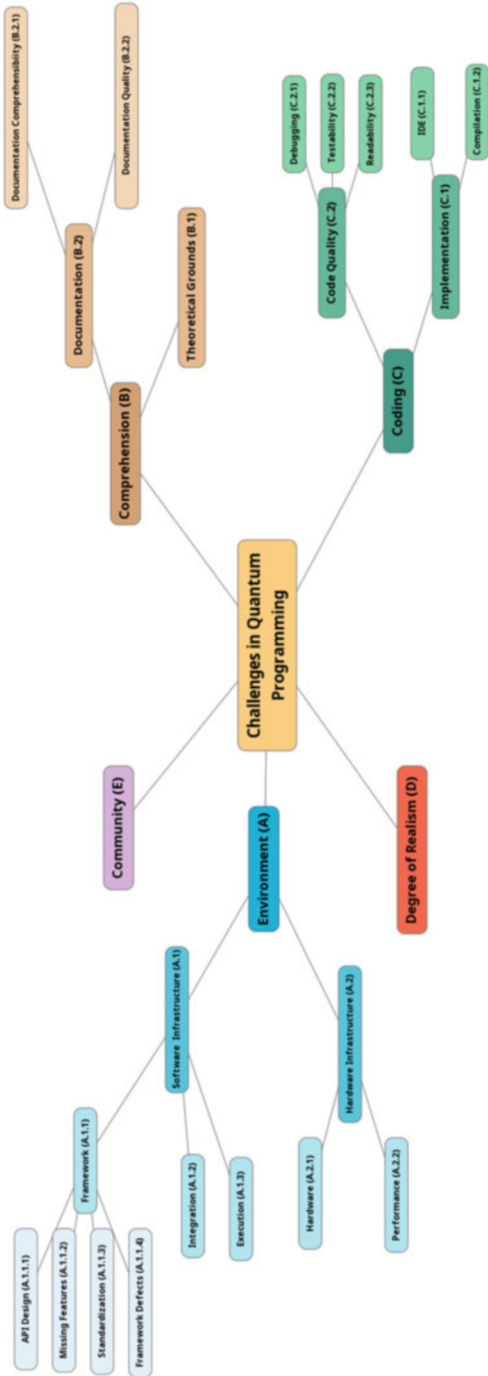 API Design (A.1.1.1)
Missing Features (A.1.1.2)
Standardization (A.1.1.3)
Framework Defects (A.1.1.4)
Framework (A.1.1)
Integration (A.1.2)
Execution (A.1.3)
Software Infrastructure (A.1)
Hardware (A.2.1)
Performance (A.2.2)
Hardware Infrastructure (A.2)
Environment (A)
Community (E)
Degree of Realism (D)
Challenges in Quantum
Programming
Comprehension (B)
Documentation (B.2)
Theoretical Grounds (B.1)
Documentation Comprehensibiity (B.2.1)
Documentation Quality (B.2.2)
Coding (C)
Code Quality (C.2)
Implementation (C.1)
Debugging (C.2.1)
Testability (C.2.2)
Readability (C.2.3)
IDE (C.1.1)
Compilation (C.1.2)